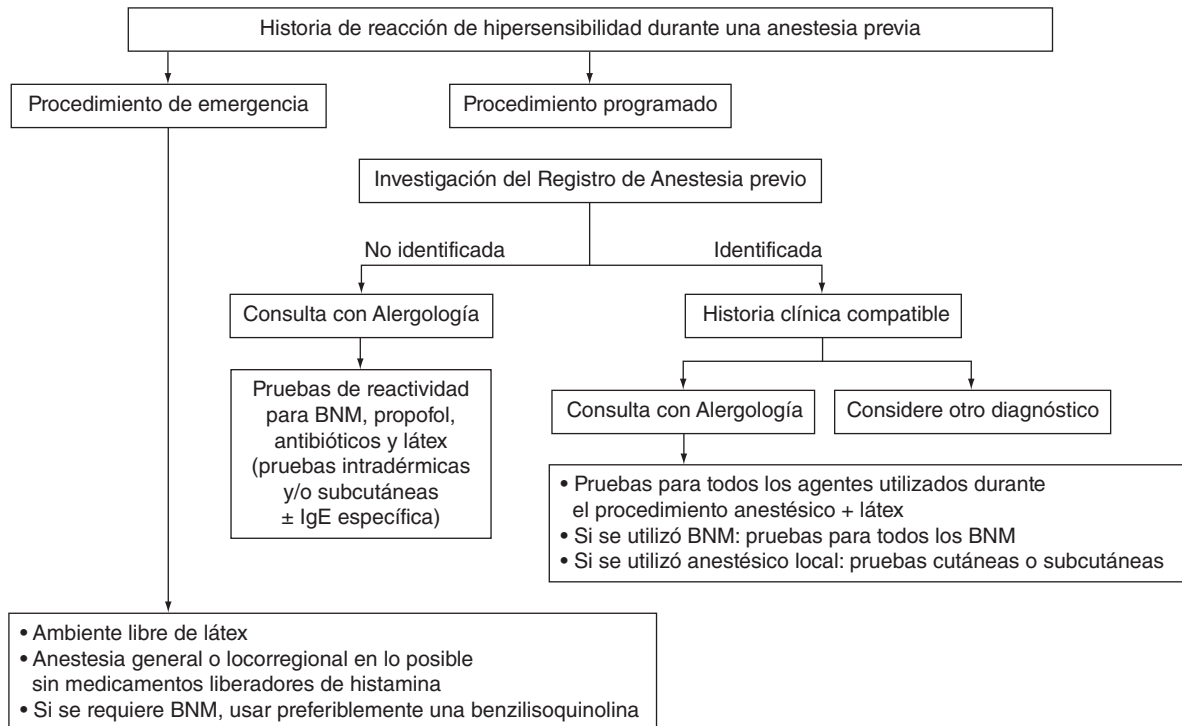 Historia de reacción de hipersensibilidad durante una anestesia previa
Procedimiento de emergencia
Procedimiento programado
Investigación del Registro de Anestesia previo
No identificada
Identificada
Consulta con Alergología
Historia clínica compatible
Pruebas de reactividad
para BNM, propofol,
antibióticos y látex
(pruebas intradérmicas
y/o subcutáneas
± IgE específica)
Consulta con Alergología
Considere otro diagnóstico
• Pruebas para todos los agentes utilizados durante
el procedimiento anestésico + látex
• Si se utilizó BNM: pruebas para todos los BNM
• Si se utilizó anestésico local: pruebas cutáneas o subcutáneas
• Ambiente libre de látex
• Anestesia general o locorregional en lo posible
sin medicamentos liberadores de histamina
• Si se requiere BNM, usar preferiblemente una benzilisoquinolina